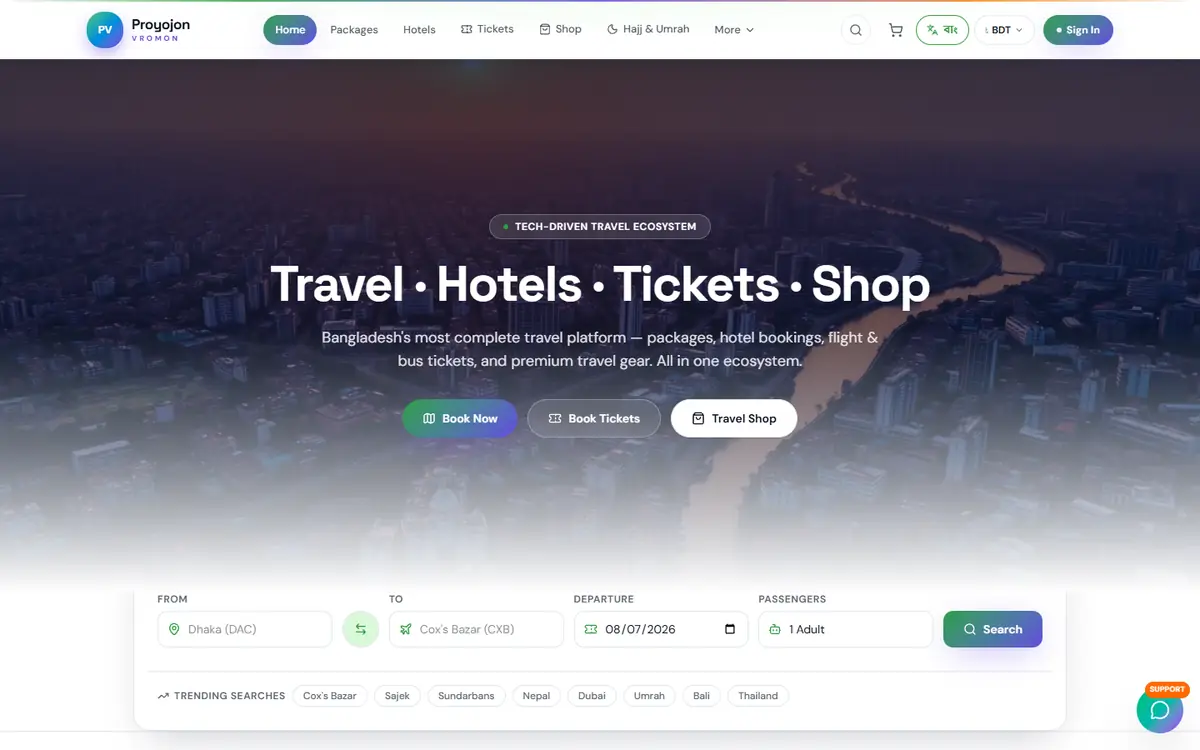 PV
Proyojon
VROMON
Home
Packages
Hotels
Tickets
Shop
Hajj & Umrah
More
বাং
৳ BDT
Sign In
TECH-DRIVEN TRAVEL ECOSYSTEM
Travel · Hotels · Tickets · Shop
Bangladesh's most complete travel platform — packages, hotel bookings, flight &
bus tickets, and premium travel gear. All in one ecosystem.
Book Now
Book Tickets
Travel Shop
FROM
TO
DEPARTURE
PASSENGERS
Dhaka (DAC)
Cox's Bazar (CXB)
08/07/2026
1 Adult
Search
TRENDING SEARCHES
Cox's Bazar
Sajek
Sundarbans
Nepal
Dubai
Umrah
Bali
Thailand
SUPPORT